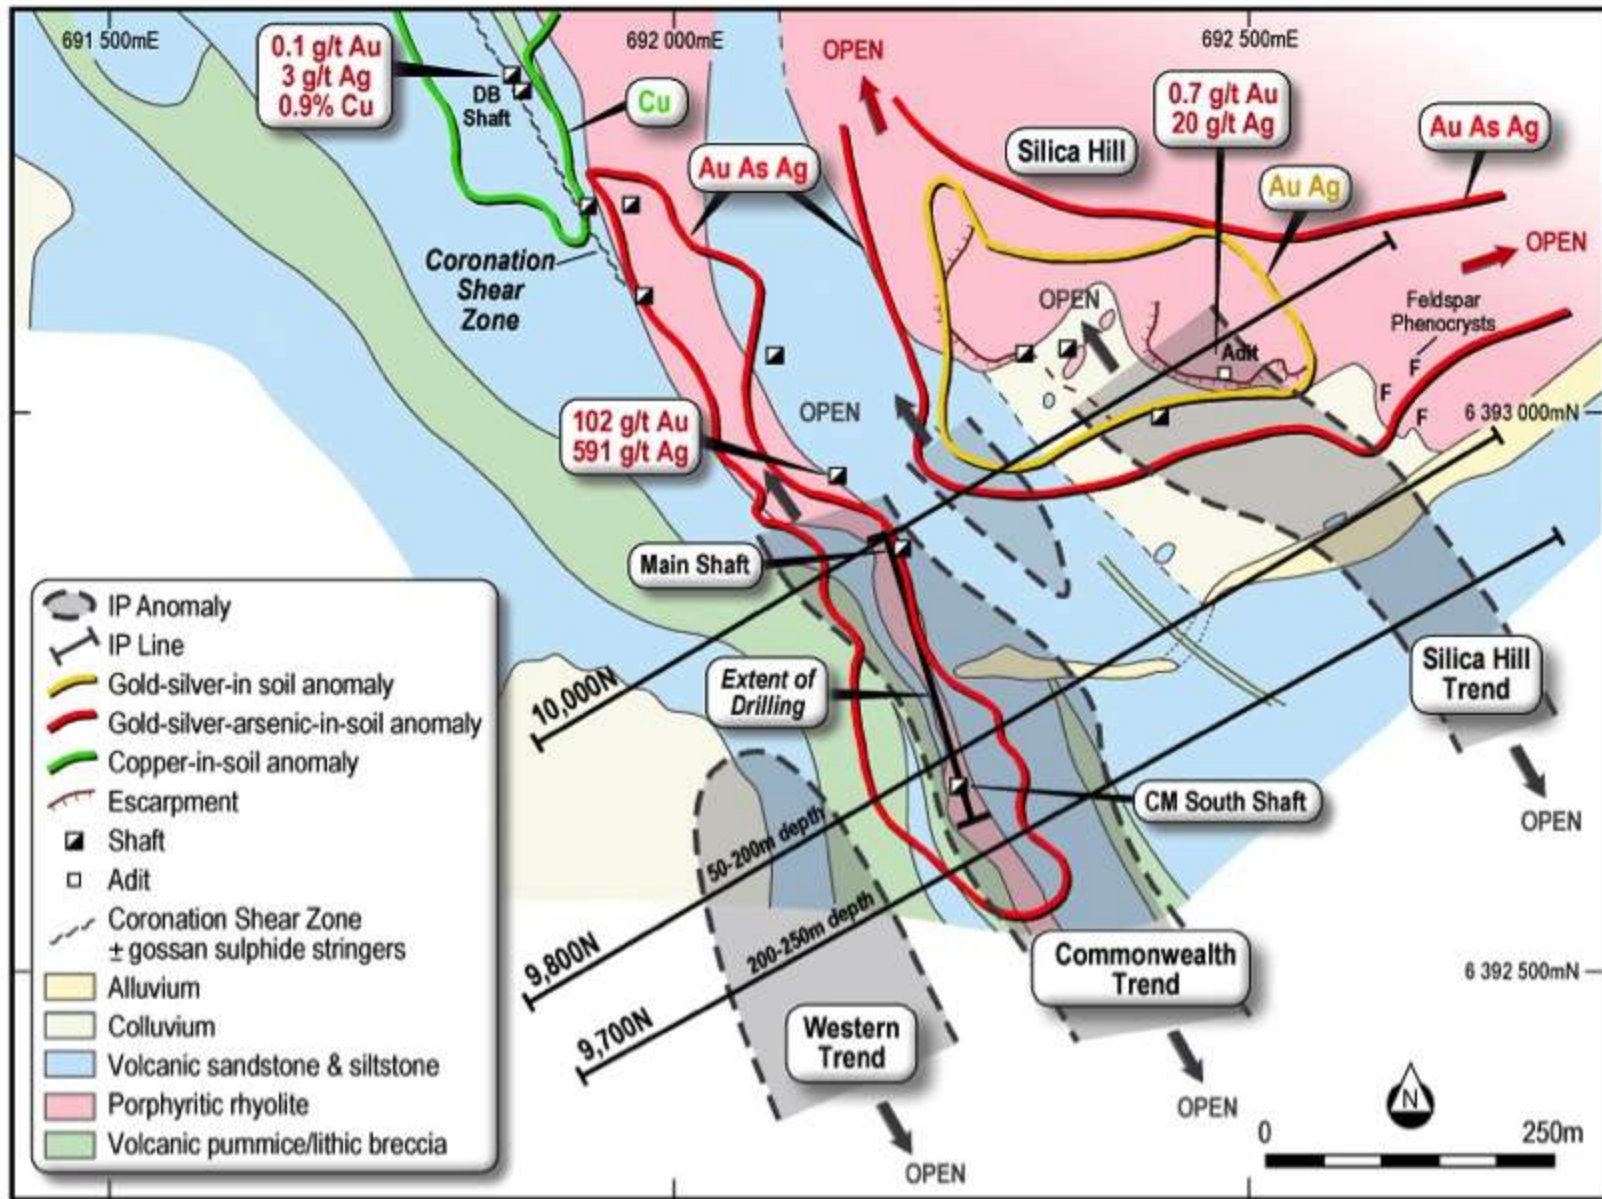 691 500mE
692 000mE
692 500mE
0.1 g/t Au
3 g/t Ag
0.9% Cu
DB
Shaft
Cu
OPEN
Silica Hill
0.7 g/t Au
20 g/t Ag
Au As Ag
Au As Ag
Au Ag
OPEN
Coronation
Shear
Zone
OPEN
Feldspar
Phenocrysts
Adit
F
F
F
OPEN
6 393 000mN
102 g/t Au
591 g/t Ag
Main Shaft
Extent of
Drilling
10,000N
Silica Hill
Trend
CM South Shaft
OPEN
50-200m depth
200-250m depth
9,800N
9,700N
Commonwealth
Trend
6 392 500mN
Western
Trend
OPEN
OPEN
N
0
250m
IP Anomaly
IP Line
Gold-silver-in soil anomaly
Gold-silver-arsenic-in-soil anomaly
Copper-in-soil anomaly
Escarpment
Shaft
Adit
Coronation Shear Zone
± gossan sulphide stringers
Alluvium
Colluvium
Volcanic sandstone & siltstone
Porphyritic rhyolite
Volcanic pummice/lithic breccia